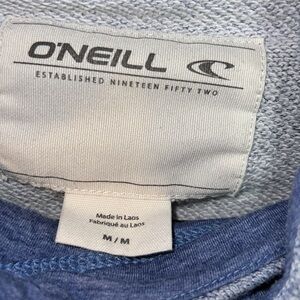 O'NEILL
ESTABLISHED NINETEEN FIFTY TWO
Made in Laos
Fabriqué au Laos
M / M